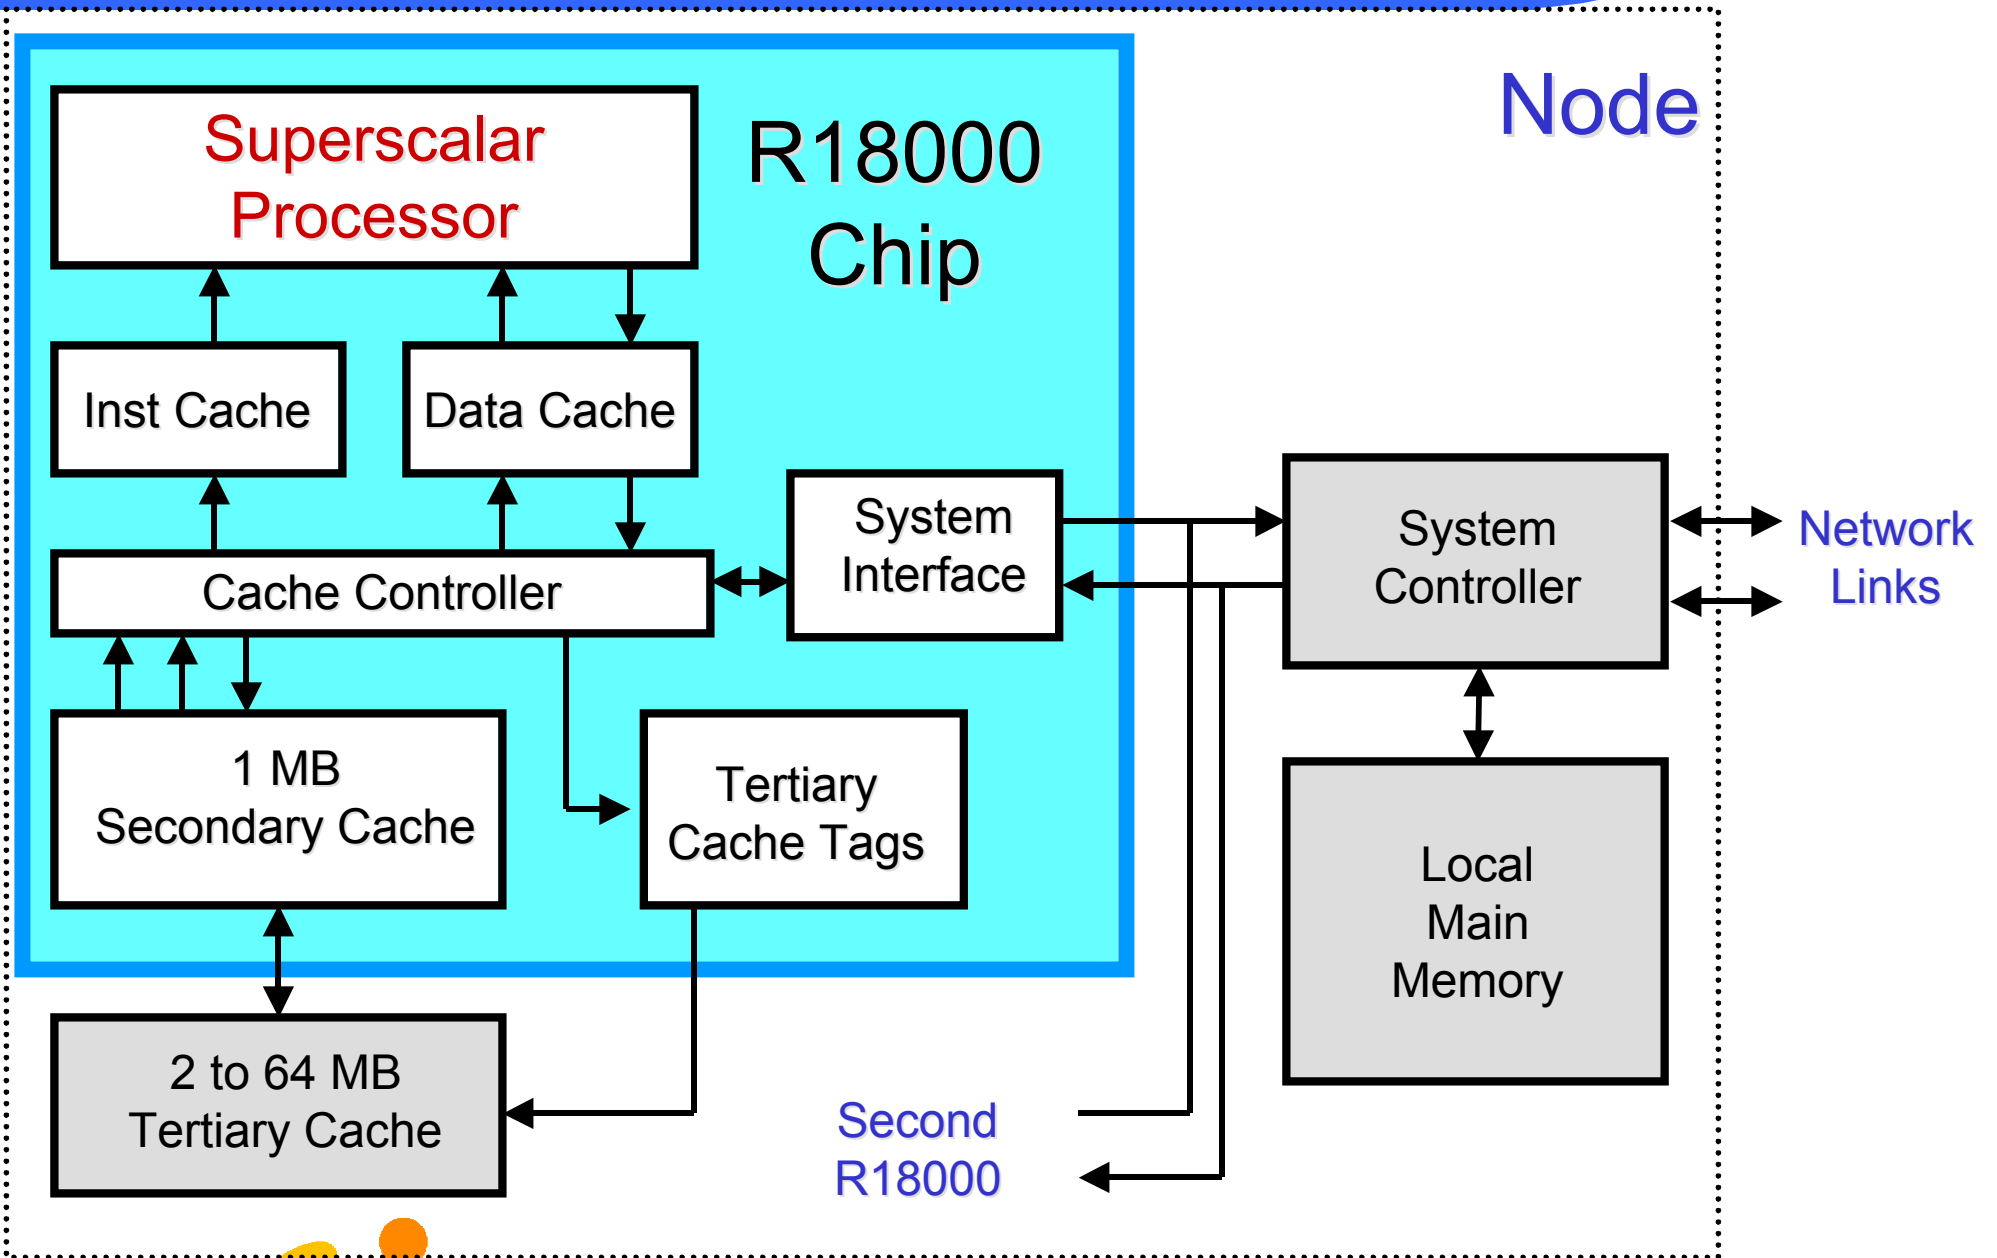 Node
R18000
Chip
Superscalar
Processor
Inst Cache
Data Cache
Cache Controller
System
Interface
1 MB
Secondary Cache
Tertiary
Cache Tags
2 to 64 MB
Tertiary Cache
System
Controller
Network
Links
Local
Main
Memory
Second
R18000